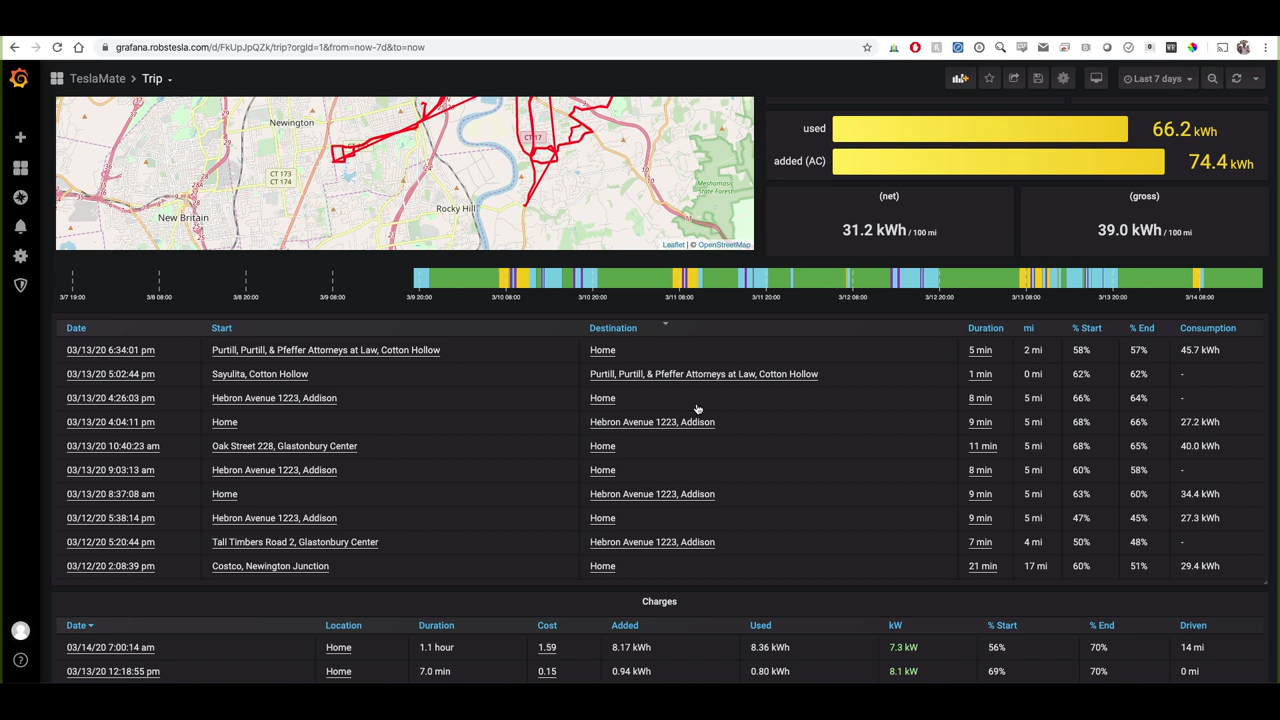 grafana.robstesla.com/d/FkUpJpQZk/trip?orgId=1&from=now-7d&to=now
TeslaMate > Trip
Last 7 days
Newington
CT 173
CT 174
New Britain
Rocky Hill
CT 17
Meshomasic
State Forest
Leaflet | © OpenStreetMap
used 66.2 kWh
added (AC) 74.4 kWh
(net) (gross)
31.2 kWh / 100 mi 39.0 kWh / 100 mi
3/7 19:00 3/8 08:00 3/8 20:00 3/9 08:00 3/9 20:00 3/10 08:00 3/10 20:00 3/11 08:00 3/11 20:00 3/12 08:00 3/12 20:00 3/13 08:00 3/13 20:00 3/14 08:00
Date Start Destination Duration mi % Start % End Consumption
03/13/20 6:34:01 pm Purtill, Purtill, & Pfeffer Attorneys at Law, Cotton Hollow Home 5 min 2 mi 58% 57% 45.7 kWh
03/13/20 5:02:44 pm Sayulita, Cotton Hollow Purtill, Purtill, & Pfeffer Attorneys at Law, Cotton Hollow 1 min 0 mi 62% 62% -
03/13/20 4:26:03 pm Hebron Avenue 1223, Addison Home 8 min 5 mi 66% 64% -
03/13/20 4:04:11 pm Home Hebron Avenue 1223, Addison 9 min 5 mi 68% 66% 27.2 kWh
03/13/20 10:40:23 am Oak Street 228, Glastonbury Center Home 11 min 5 mi 68% 65% 40.0 kWh
03/13/20 9:03:13 am Hebron Avenue 1223, Addison Home 8 min 5 mi 60% 58% -
03/13/20 8:37:08 am Home Hebron Avenue 1223, Addison 9 min 5 mi 63% 60% 34.4 kWh
03/12/20 5:38:14 pm Hebron Avenue 1223, Addison Home 9 min 5 mi 47% 45% 27.3 kWh
03/12/20 5:20:44 pm Tall Timbers Road 2, Glastonbury Center Hebron Avenue 1223, Addison 7 min 4 mi 50% 48% -
03/12/20 2:08:39 pm Costco, Newington Junction Home 21 min 17 mi 60% 51% 29.4 kWh
Charges
Date Location Duration Cost Added Used kW % Start % End Driven
03/14/20 7:00:14 am Home 1.1 hour 1.59 8.17 kWh 8.36 kWh 7.3 kW 56% 70% 14 mi
03/13/20 12:18:55 pm Home 7.0 min 0.15 0.94 kWh 0.80 kWh 8.1 kW 69% 70% 0 mi